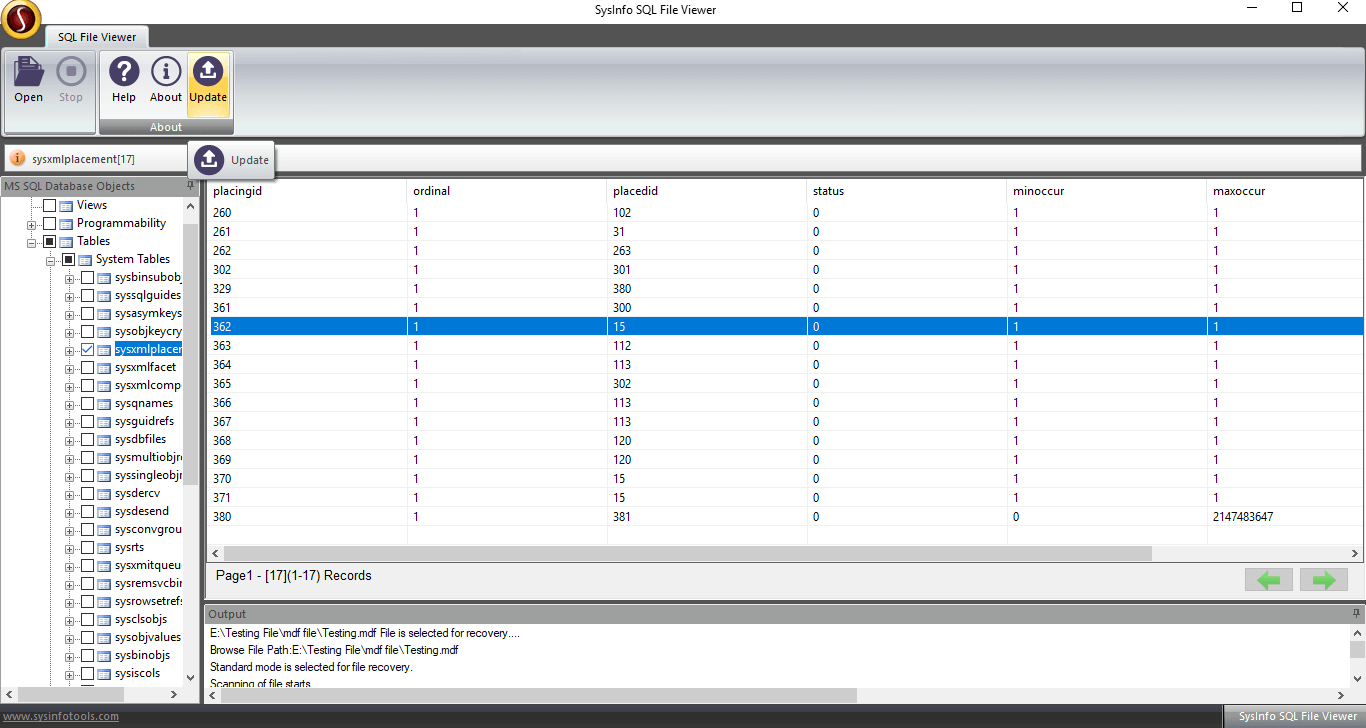 SysInfo SQL File Viewer
SQL File Viewer
Open Stop Help About Update
About
sysxmlplacement[17]
Update
MS SQL Database Objects
Views
Programmability
Tables
System Tables
sysbinsubobj
syssqlguides
sysasymkeys
sysobjkeycry
sysxmlplacer
sysxmlfacet
sysxmlcomp
sysqnames
sysguidrefs
sysdbfiles
sysmultiobjr
syssingleobjr
sysdercv
sysdesend
sysconvgrou
sysrts
sysxmitqueu
sysremsvcbir
sysrowsetrefs
sysclsobjs
sysobjvalues
sysbinobjs
sysiscols
placingid ordinal placedid status minoccur maxoccur
260 1 102 0 1 1
261 1 31 0 1 1
262 1 263 0 1 1
302 1 301 0 1 1
329 1 380 0 1 1
361 1 300 0 1 1
362 1 15 0 1 1
363 1 112 0 1 1
364 1 113 0 1 1
365 1 302 0 1 1
366 1 113 0 1 1
367 1 113 0 1 1
368 1 120 0 1 1
369 1 120 0 1 1
370 1 15 0 1 1
371 1 15 0 1 1
380 1 381 0 0 2147483647
Page1 - [17](1-17) Records
Output
E:\Testing File\mdf file\Testing.mdf File is selected for recovery....
Browse File Path:E:\Testing File\mdf file\Testing.mdf
Standard mode is selected for file recovery.
Scanning of file starts
www.sysinfotools.com
SysInfo SQL File Viewer